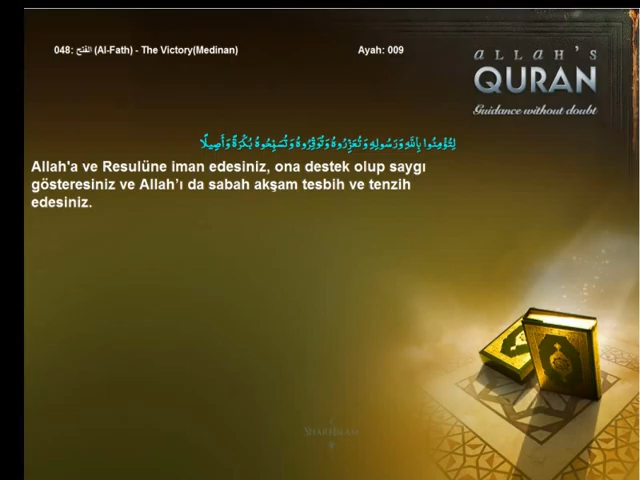 048: الفتح (Al-Fath) - The Victory(Medinan) Ayah: 009
ALLAH'S
QURAN
Guidance without doubt
لِتُؤْمِنُوا بِاللَّهِ وَرَسُولِهِ وَتُعَزِّرُوهُ وَتُوَقِّرُوهُ وَتُسَبِّحُوهُ بُكْرَةً وَأَصِيلًا
Allah'a ve Resulüne iman edesiniz, ona destek olup saygı
gösteresiniz ve Allah'ı da sabah akşam tesbih ve tenzih
edesiniz.